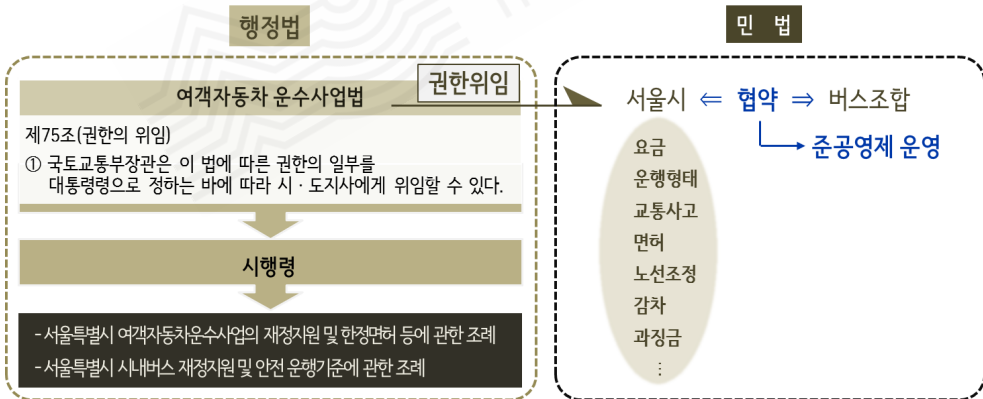 행정법
권한위임
여객자동차 운수사업법
제75조(권한의 위임)
① 국토교통부장관은 이 법에 따른 권한의 일부를
대통령령으로 정하는 바에 따라 시 · 도지사에게 위임할 수 있다.
시행령
- 서울특별시 여객자동차운수사업의 재정지원 및 한정면허 등에 관한 조례
- 서울특별시 시내버스 재정지원 및 안전 운행기준에 관한 조례
민 법
서울시 ⇐ 협약 ⇒ 버스조합
준공영제 운영
요금
운행형태
교통사고
면허
노선조정
감차
과징금
⋮